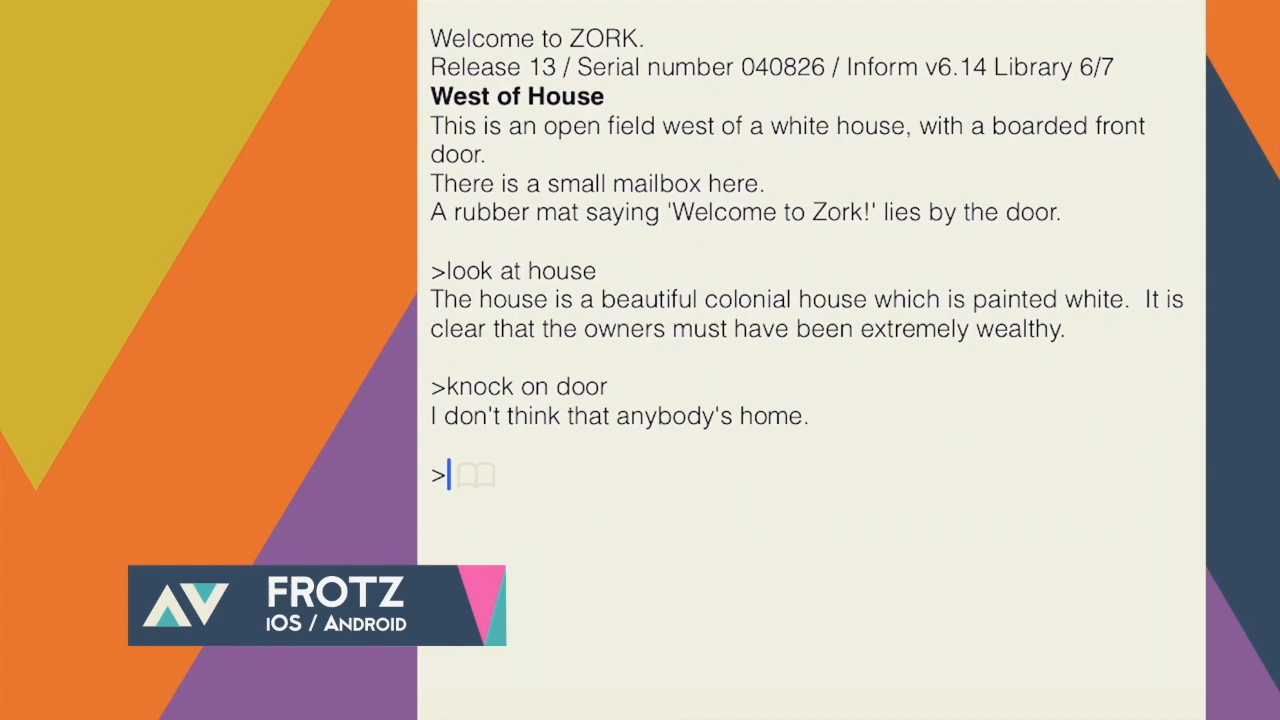 Welcome to ZORK.
Release 13 / Serial number 040826 / Inform v6.14 Library 6/7
West of House
This is an open field west of a white house, with a boarded front
door.
There is a small mailbox here.
A rubber mat saying 'Welcome to Zork!' lies by the door.
>look at house
The house is a beautiful colonial house which is painted white.  It is
clear that the owners must have been extremely wealthy.
>knock on door
I don't think that anybody's home.
>
AV
FROTZ
iOS / ANDROID